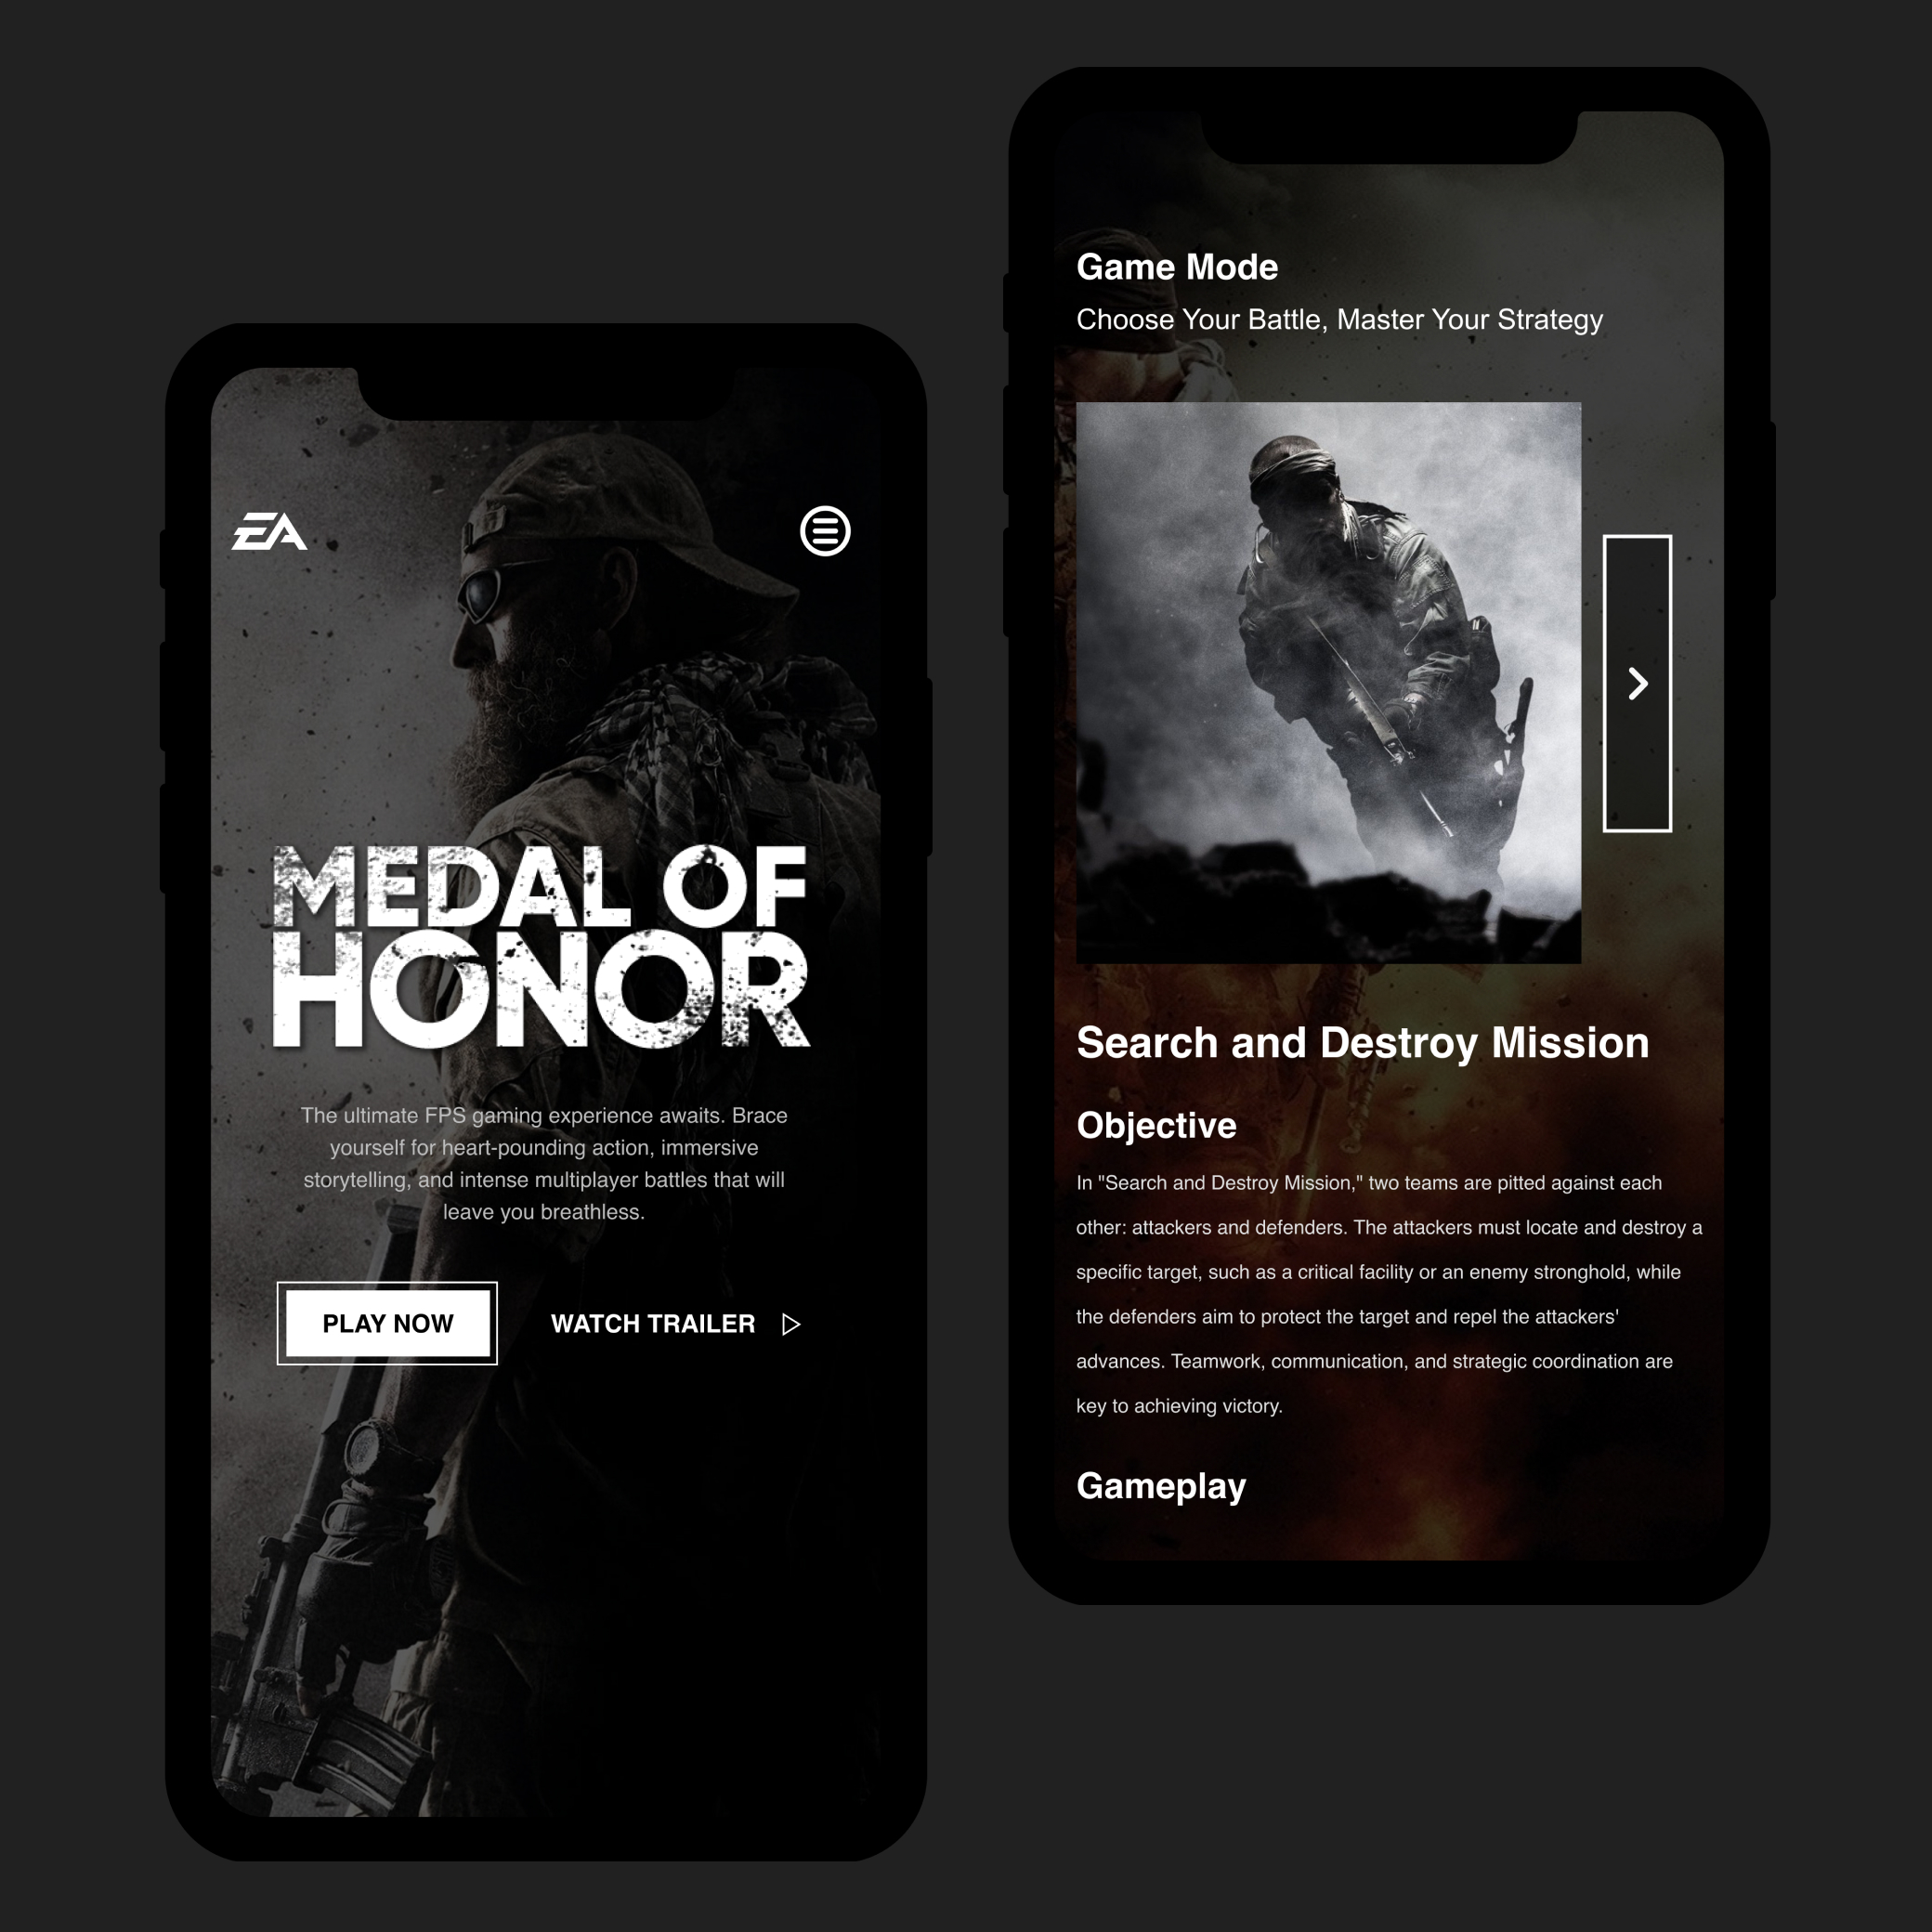 EA
MEDAL OF
HONOR
The ultimate FPS gaming experience awaits. Brace
yourself for heart-pounding action, immersive
storytelling, and intense multiplayer battles that will
leave you breathless.
PLAY NOW
WATCH TRAILER
Game Mode
Choose Your Battle, Master Your Strategy
Search and Destroy Mission
Objective
In "Search and Destroy Mission," two teams are pitted against each
other: attackers and defenders. The attackers must locate and destroy a
specific target, such as a critical facility or an enemy stronghold, while
the defenders aim to protect the target and repel the attackers'
advances. Teamwork, communication, and strategic coordination are
key to achieving victory.
Gameplay